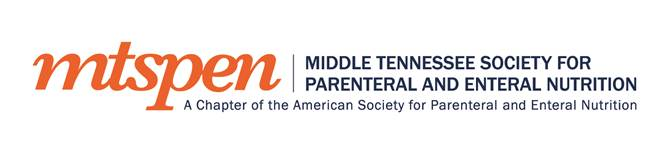 mtspen
MIDDLE TENNESSEE SOCIETY FOR
PARENTERAL AND ENTERAL NUTRITION
A Chapter of the American Society for Parenteral and Enteral Nutrition